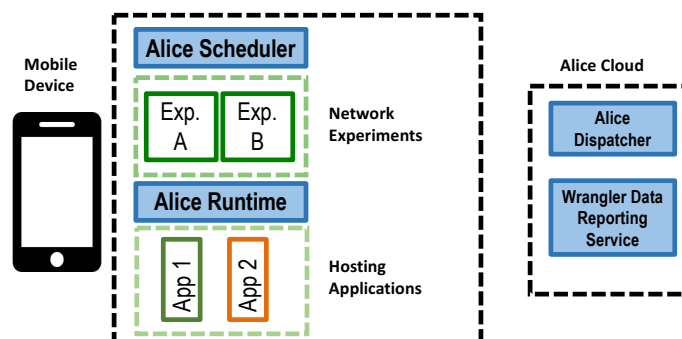 Mobile
Device
Alice Scheduler
Exp.
A
Exp.
B
Network
Experiments
Alice Runtime
App 1
App 2
Hosting
Applications
Alice Cloud
Alice
Dispatcher
Wrangler Data
Reporting
Service